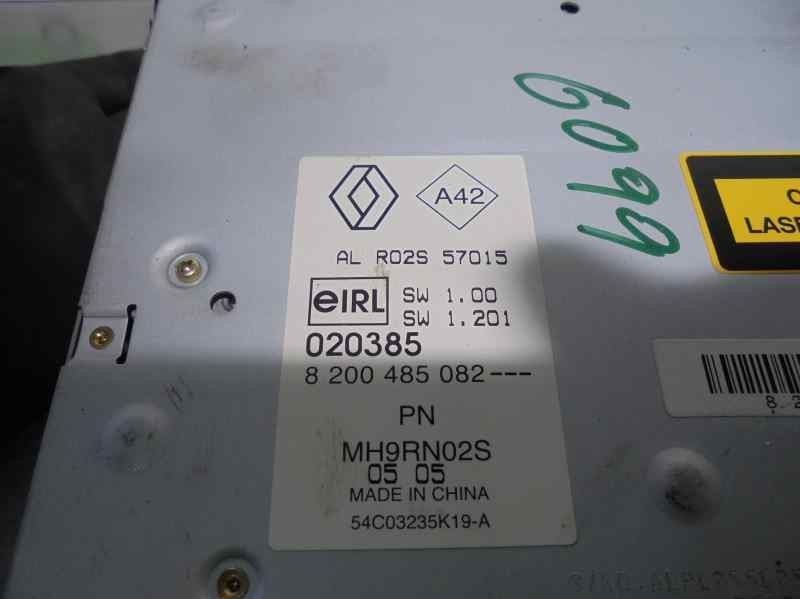 6099
A42
AL R02S 57015
eIRL SW 1.00
SW 1.201
020385
8 200 485 082---
PN
MH9RN02S
05 05
MADE IN CHINA
54C03235K19-A